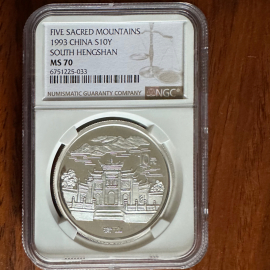 FIVE SACRED MOUNTAINS
1993 CHINA S10Y
SOUTH HENGSHAN
MS 70
6751225-033
NUMISMATIC GUARANTY COMPANY
NGC